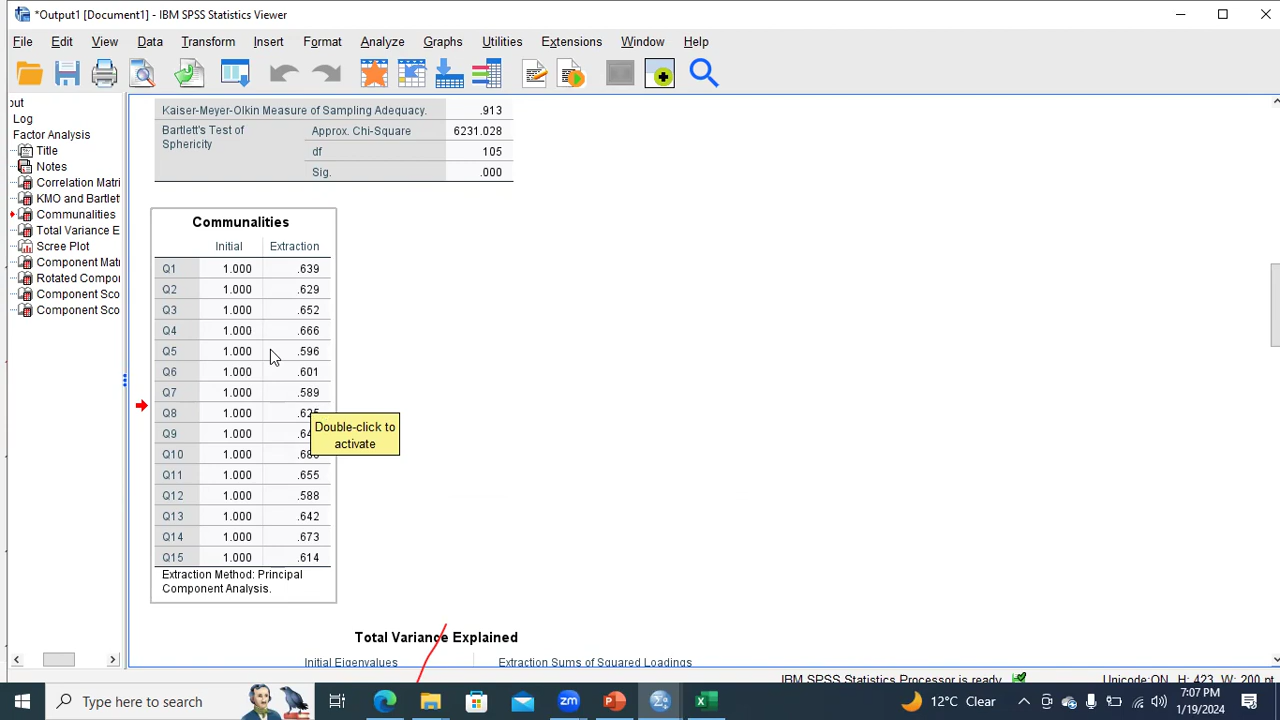 *Output1 [Document1] - IBM SPSS Statistics Viewer
File Edit View Data Transform Insert Format Analyze Graphs Utilities Extensions Window Help
out
Log
Factor Analysis
Title
Notes
Correlation Matri
KMO and Bartlet
Communalities
Total Variance E
Scree Plot
Component Mat
Rotated Compo
Component Sco
Component Sco
Kaiser-Meyer-Olkin Measure of Sampling Adequacy. .913
Bartlett's Test of Sphericity Approx. Chi-Square 6231.028
df 105
Sig. .000
Communalities
Initial Extraction
Q1 1.000 .639
Q2 1.000 .629
Q3 1.000 .652
Q4 1.000 .666
Q5 1.000 .596
Q6 1.000 .601
Q7 1.000 .589
Q8 1.000
Q9 1.000
Q10 1.000
Q11 1.000 .655
Q12 1.000 .588
Q13 1.000 .642
Q14 1.000 .673
Q15 1.000 .614
Extraction Method: Principal
Component Analysis.
Double-click to
activate
Total Variance Explained
Initial Eigenvalues Extraction Sums of Squared Loadings
IBM SPSS Statistics Processor is ready Unicode:ON H: 423, W: 200 pt
Type here to search
12°C Clear
7:07 PM
1/19/2024